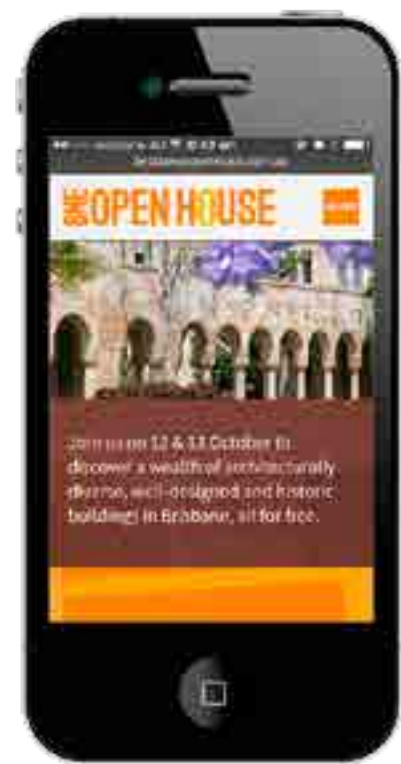 BNE OPEN HOUSE
Join us on 12 & 13 October to
discover a wealth of architecturally
diverse, well-designed and historic
buildings in Brisbane, all for free.